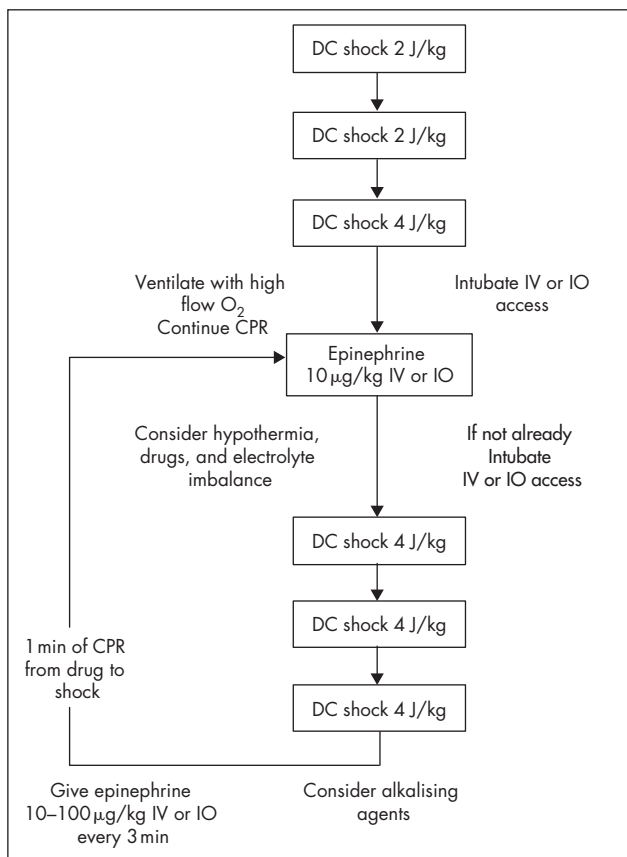 DC shock 2 J/kg
DC shock 2 J/kg
DC shock 4 J/kg
Ventilate with high
flow O₂
Continue CPR
Intubate IV or IO
access
Epinephrine
10 µg/kg IV or IO
Consider hypothermia,
drugs, and electrolyte
imbalance
If not already
Intubate
IV or IO access
DC shock 4 J/kg
DC shock 4 J/kg
1 min of CPR
from drug to
shock
DC shock 4 J/kg
Give epinephrine
10–100 µg/kg IV or IO
every 3 min
Consider alkalising
agents